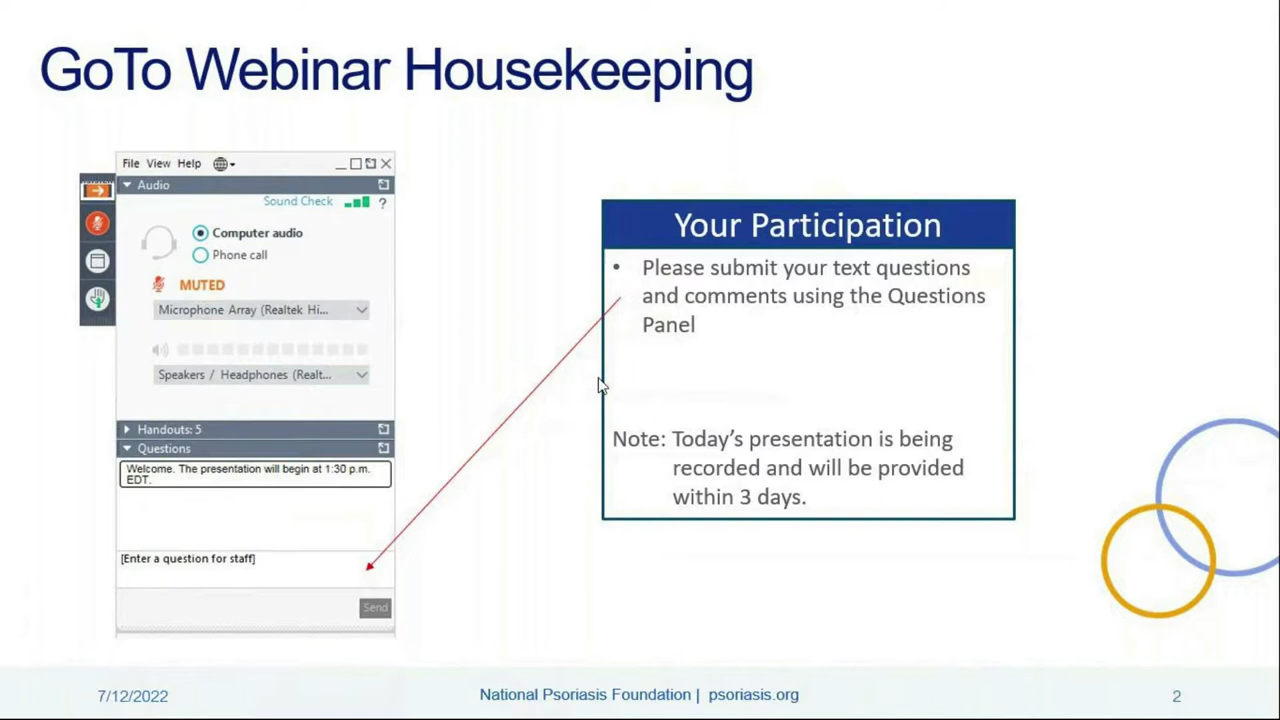 GoTo Webinar Housekeeping
File View Help
Audio
Sound Check
?
Computer audio
Phone call
MUTED
Microphone Array (Realtek Hi...
Speakers / Headphones (Realt...
Handouts: 5
Questions
Welcome. The presentation will begin at 1:30 p.m.
EDT.
[Enter a question for staff]
Send
Your Participation
• Please submit your text questions
and comments using the Questions
Panel
Note: Today's presentation is being
recorded and will be provided
within 3 days.
7/12/2022
National Psoriasis Foundation | psoriasis.org
2